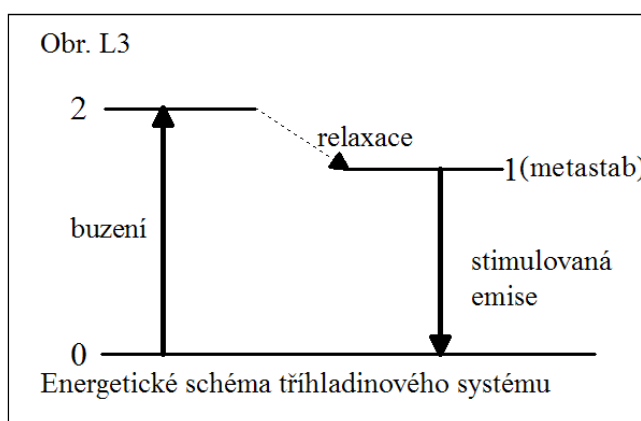 Obr. L3
2
relaxace
1(metastab)
buzení
stimulovaná
emise
0
Energetické schéma tříhladinového systému